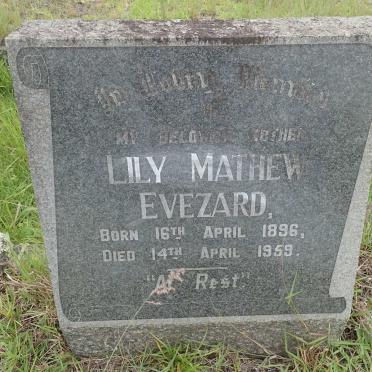 In Loving Memory
OF
MY BELOVED MOTHER
LILY MATHEW
EVEZARD,
BORN 16TH APRIL 1896,
DIED 14TH APRIL 1959.
"At Rest"